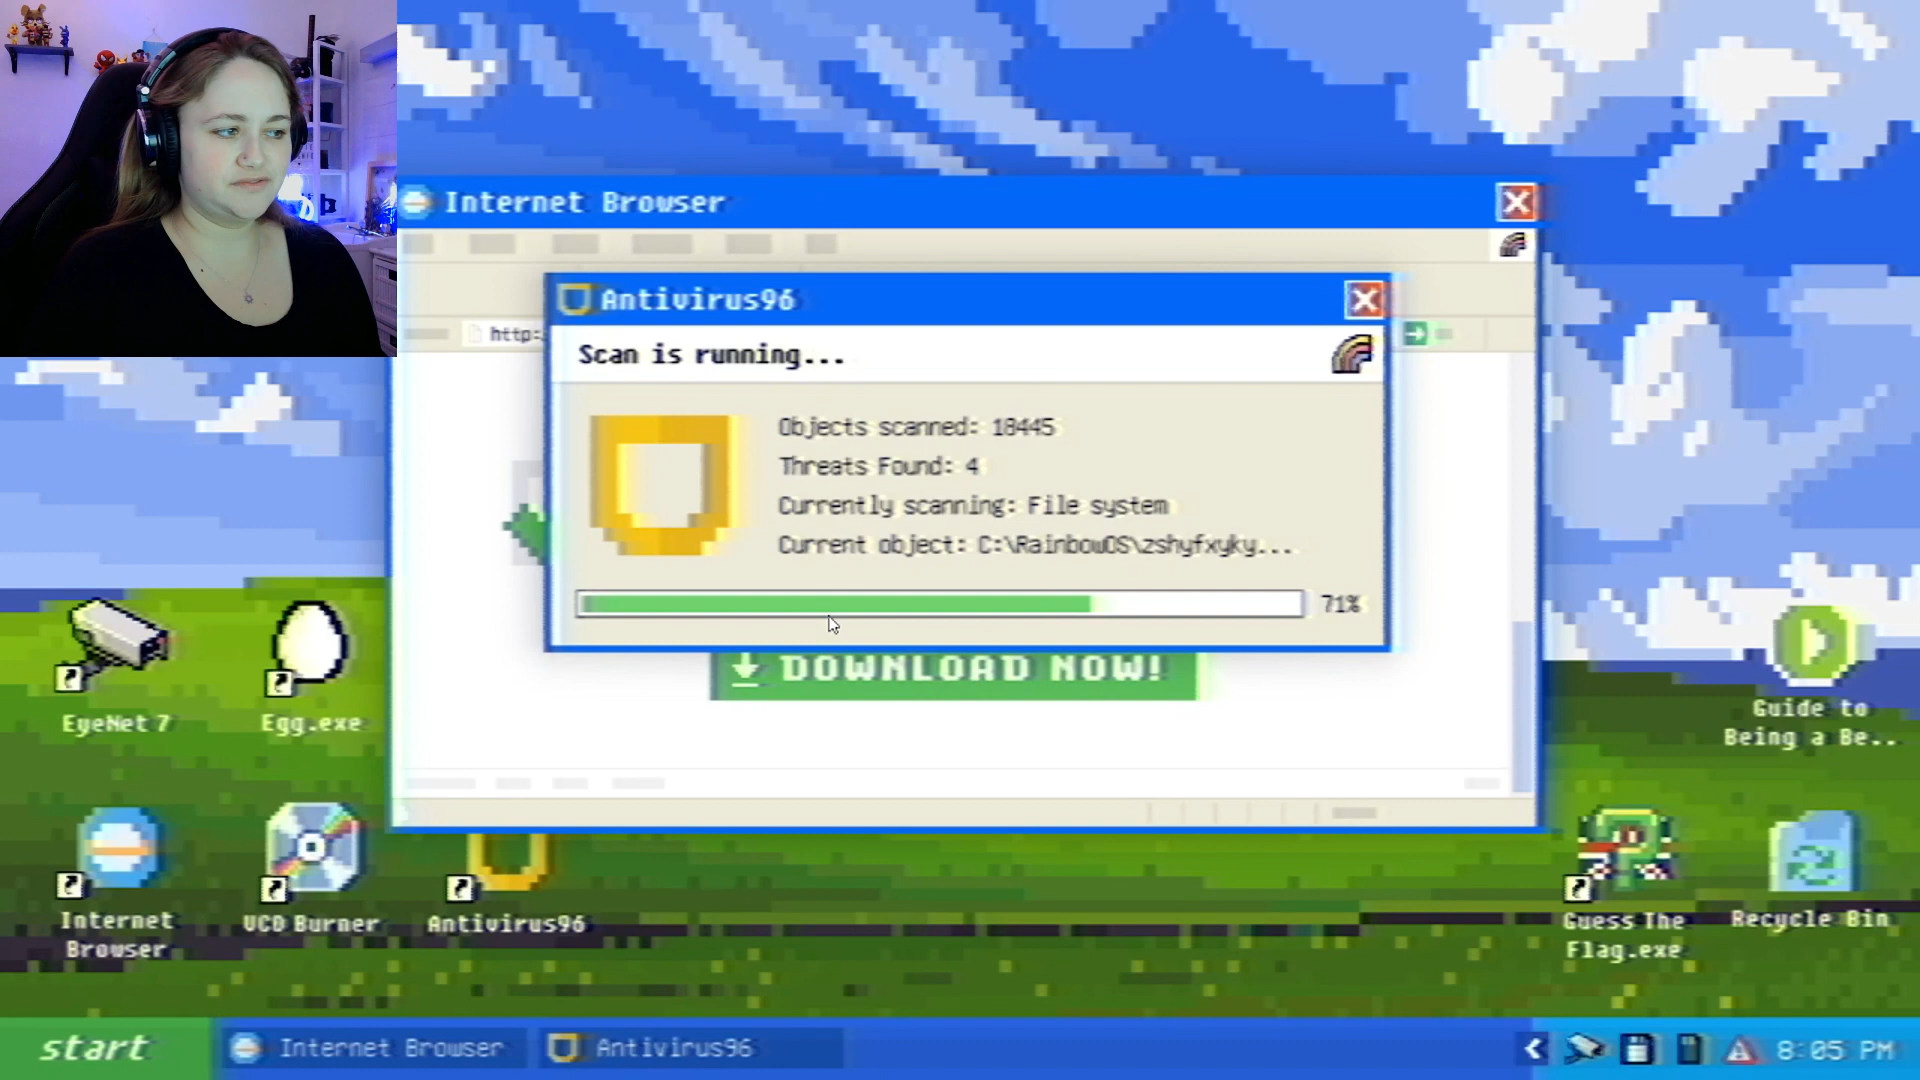 Internet Browser
http:
Antivirus96
Scan is running...
Objects scanned: 18445
Threats Found: 4
Currently scanning: File system
Current object: C:\RainbowOS\zshyfxyky...
71%
DOWNLOAD NOW!
EyeNet 7
Egg.exe
Guide to
Being a Be..
Internet
Browser
VCD Burner
Antivirus96
Guess The
Flag.exe
Recycle Bin
start
Internet Browser
Antivirus96
8:05 PM